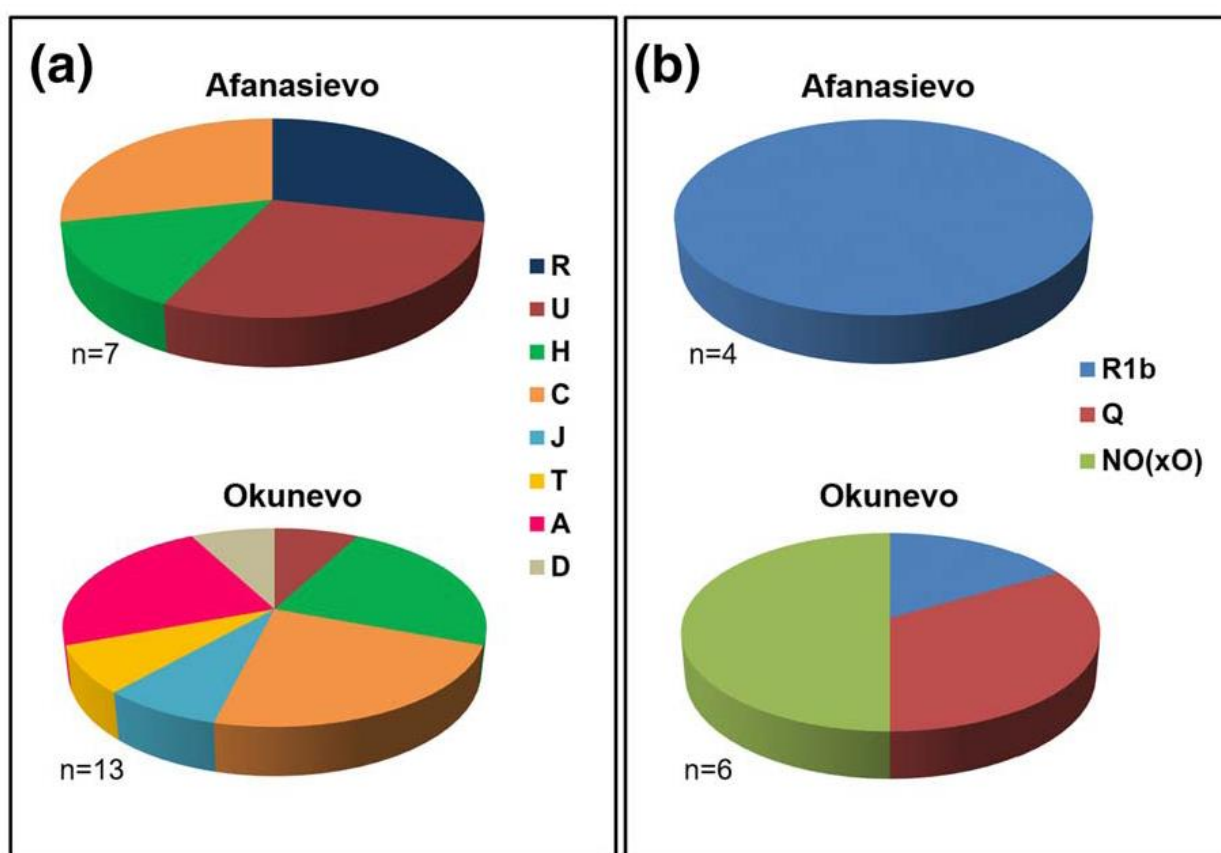 (a)
Afanasievo
n=7
R
U
H
C
J
T
A
D
Okunevo
n=13
(b)
Afanasievo
n=4
R1b
Q
NO(xO)
Okunevo
n=6